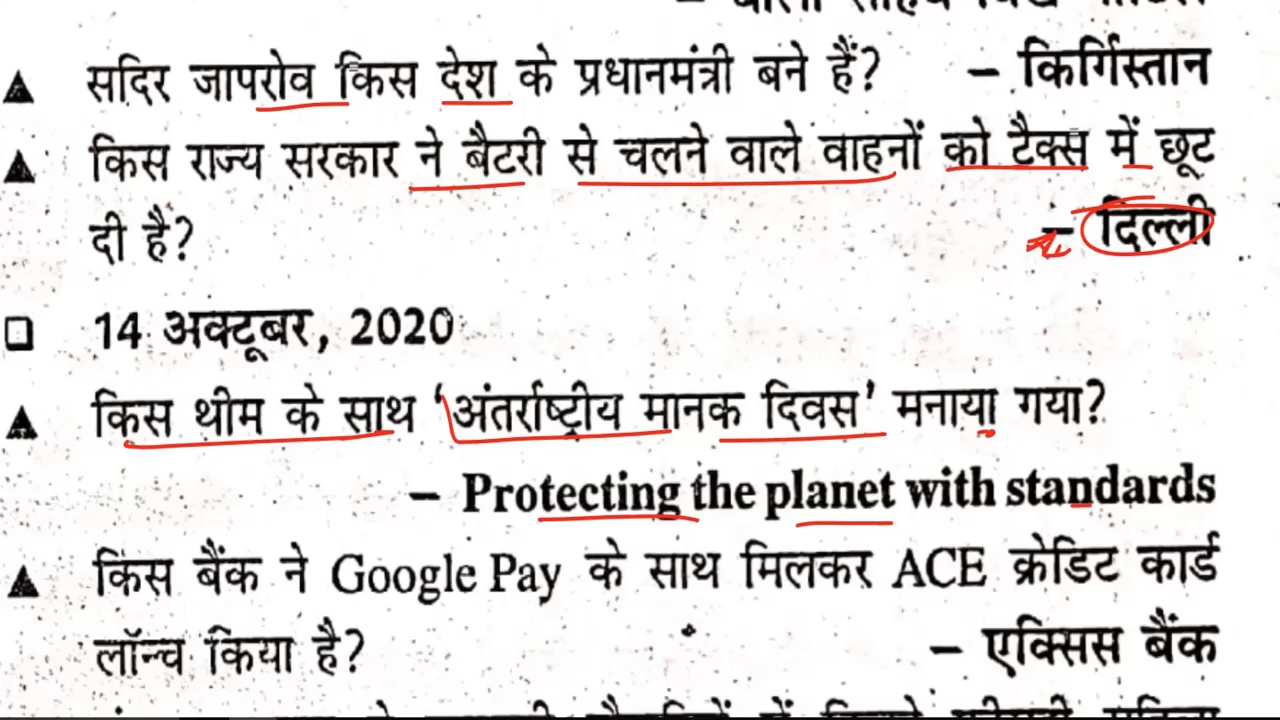 ▲ सदिर जापरोव किस देश के प्रधानमंत्री बने हैं? – किर्गिस्तान
▲ किस राज्य सरकार ने बैटरी से चलने वाले वाहनों को टैक्स में छूट
दी है? – दिल्ली
❑ 14 अक्टूबर, 2020
▲ किस थीम के साथ ‘अंतर्राष्ट्रीय मानक दिवस’ मनाया गया?
– Protecting the planet with standards
▲ किस बैंक ने Google Pay के साथ मिलकर ACE क्रेडिट कार्ड
लॉन्च किया है? – एक्सिस बैंक